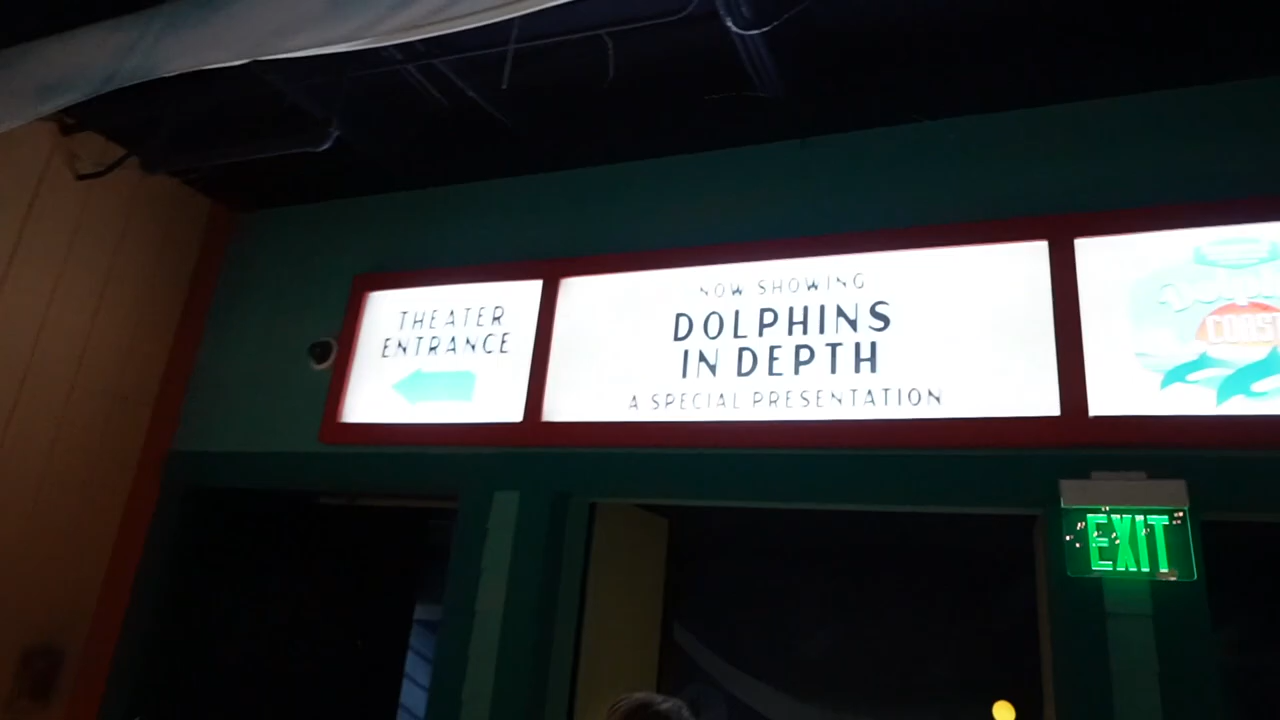 THEATER
ENTRANCE
NOW SHOWING
DOLPHINS
IN DEPTH
A SPECIAL PRESENTATION
EXIT